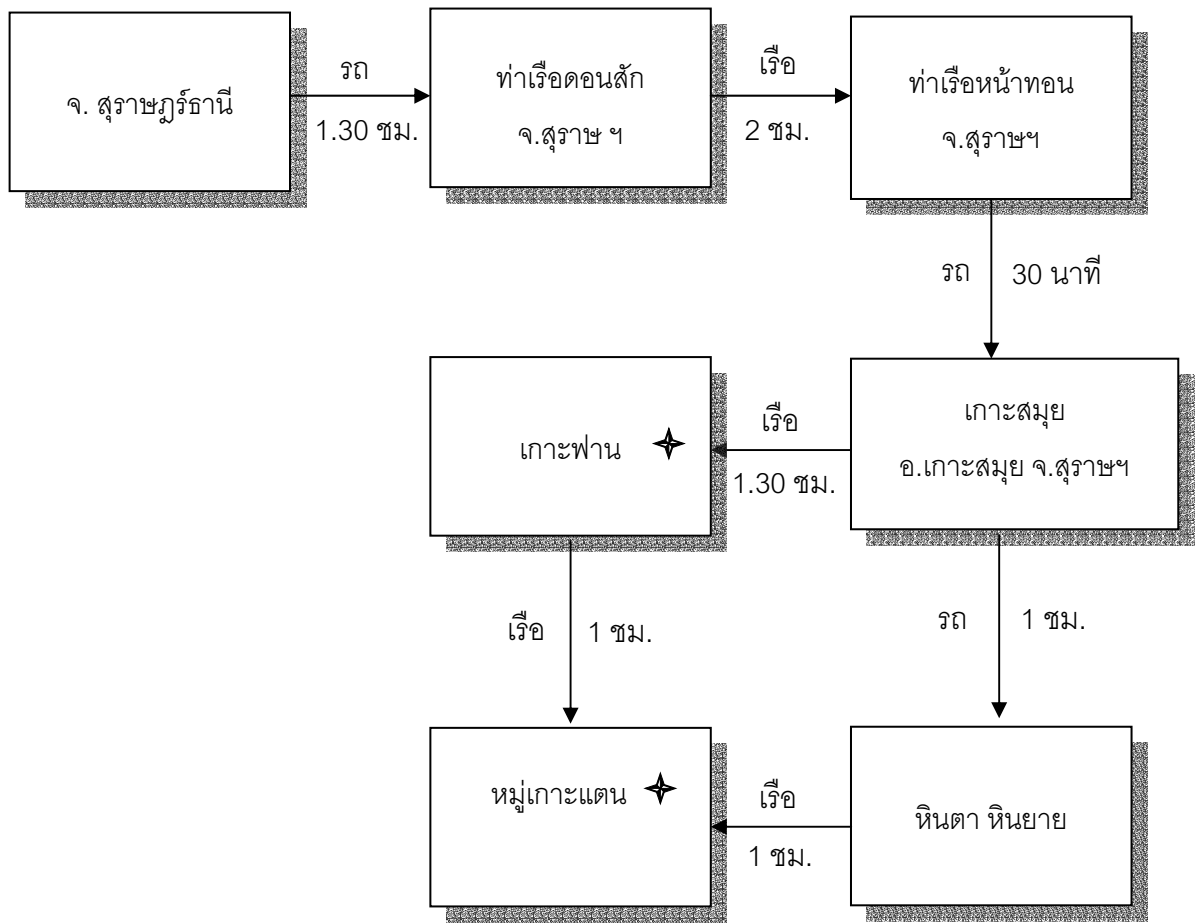 จ. สุราษฎร์ธานี
รถ
1.30 ชม.
ท่าเรือดอนสัก
จ.สุราษ ฯ
เรือ
2 ชม.
ท่าเรือหน้าทอน
จ.สุราษฯ
รถ 30 นาที
เกาะสมุย
อ.เกาะสมุย จ.สุราษฯ
เรือ
1.30 ชม.
เกาะฟาน
เรือ 1 ชม.
รถ 1 ชม.
หมู่เกาะแตน
เรือ
1 ชม.
หินตา หินยาย